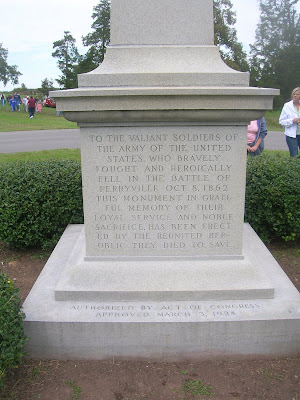 TO THE VALIANT SOLDIERS OF
THE ARMY OF THE UNITED
STATES, WHO BRAVELY
FOUGHT AND HEROICALLY
FELL IN THE BATTLE OF
PERRYVILLE OCT. 8, 1862
THIS MONUMENT IN GRATE-
FUL MEMORY OF THEIR
LOYAL SERVICE AND NOBLE
SACRIFICE, HAS BEEN ERECT-
ED BY THE REUNITED REP-
UBLIC THEY DIED TO SAVE.
AUTHORIZED BY ACT OF CONGRESS
APPROVED MARCH 3, 1928